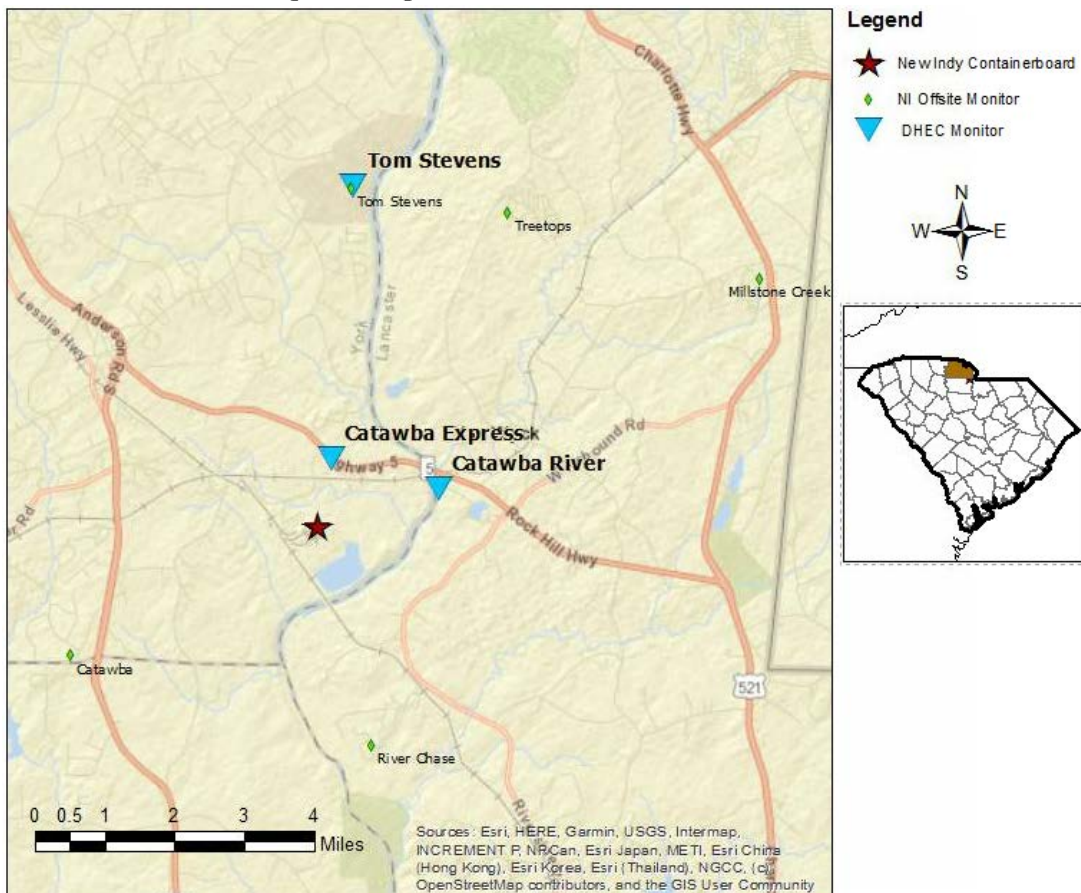 Legend
New Indy Containerboard
NI Offsite Monitor
DHEC Monitor
N
W E
S
Charlotte Hwy
Tom Stevens
Tom Stevens
Treetops
Millstone Creek
York
Lancaster
Anderson Rd S
Lesslie Hwy
Catawba Express
Highway 5
5
Catawba River
Rock Hill Hwy
Catawba
521
River Chase
0 0.5 1 2 3 4
Miles
Sources: Esri, HERE, Garmin, USGS, Intermap,
INCREMENT P, NRCan, Esri Japan, METI, Esri China
(Hong Kong), Esri Korea, Esri (Thailand), NGCC, (c)
OpenStreetMap contributors, and the GIS User Community